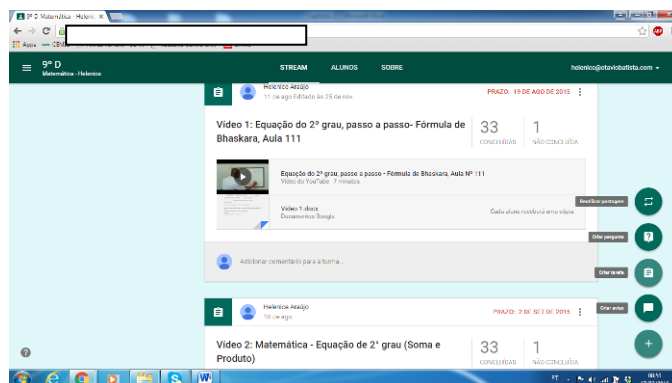 9º D Matemática - Heleni
Apps
9º D
Matemática - Helenice
STREAM
ALUNOS
SOBRE
helenice@otaviobatista.com
Helenice Araújo
11 de ago Editado às 25 de nov
PRAZO: 19 DE AGO DE 2015
Vídeo 1: Equação do 2º grau, passo a passo- Fórmula de
Bhaskara, Aula 111
33
CONCLUÍDAS
1
NÃO CONCLUÍDA
Equação do 2º grau, passo a passo - Fórmula de Bhaskara, Aula Nº 111
Vídeo do YouTube 7 minutos
Vídeo 1.docx
Documentos Google
Cada aluno receberá uma cópia
Adicionar comentário para a turma...
Reutilizar postagem
Criar pergunta
Criar tarefa
Criar aviso
Helenice Araújo
18 de ago
PRAZO: 2 DE SET DE 2015
Vídeo 2: Matemática - Equação de 2º grau (Soma e
Produto)
33
CONCLUÍDAS
1
NÃO CONCLUÍDA
PT